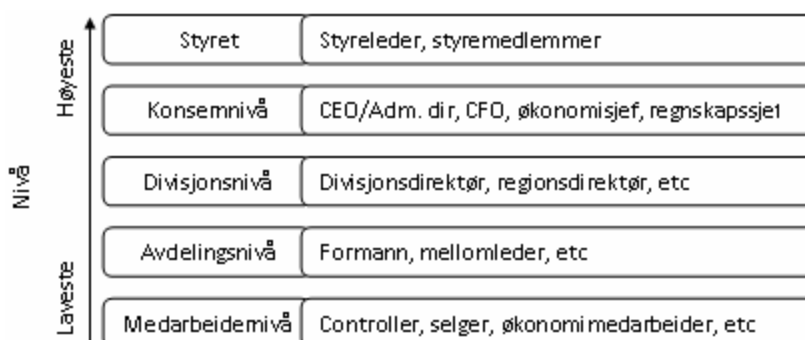 Høyeste
Nivå
Laveste
Styret Styreleder, styremedlemmer
Konsernnivå CEO/Adm. dir, CFO, økonomisjef, regnskapssjef
Divisjonsnivå Divisjonsdirektør, regionsdirektør, etc
Avdelingsnivå Formann, mellomleder, etc
Medarbeidernivå Controller, selger, økonomimedarbeider, etc